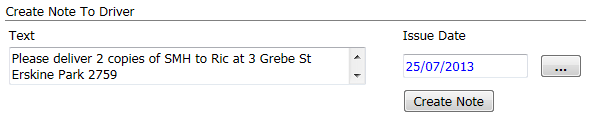 Create Note To Driver
Text
Issue Date
Please deliver 2 copies of SMH to Ric at 3 Grebe St
Erskine Park 2759
25/07/2013
...
Create Note